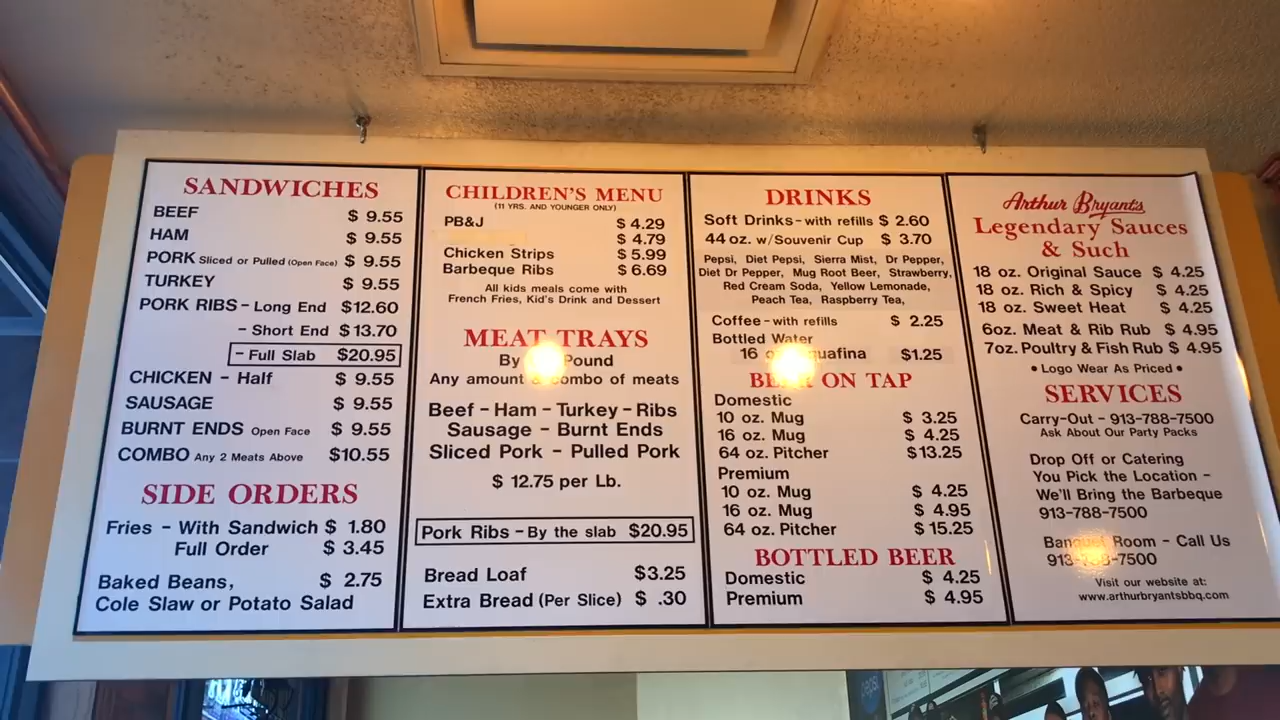 SANDWICHES
BEEF $ 9.55
HAM $ 9.55
PORK Sliced or Pulled (Open Face) $ 9.55
TURKEY $ 9.55
PORK RIBS - Long End $12.60
- Short End $13.70
- Full Slab $20.95
CHICKEN - Half $ 9.55
SAUSAGE $ 9.55
BURNT ENDS Open Face $ 9.55
COMBO Any 2 Meats Above $10.55
SIDE ORDERS
Fries - With Sandwich $ 1.80
Full Order $ 3.45
Baked Beans, $ 2.75
Cole Slaw or Potato Salad
CHILDREN'S MENU
(11 YRS. AND YOUNGER ONLY)
PB&J $ 4.29
$ 4.79
Chicken Strips $ 5.99
Barbeque Ribs $ 6.69
All kids meals come with
French Fries, Kid's Drink and Dessert
MEAT TRAYS
By Pound
Any amount & combo of meats
Beef - Ham - Turkey - Ribs
Sausage - Burnt Ends
Sliced Pork - Pulled Pork
$ 12.75 per Lb.
Pork Ribs - By the slab $20.95
Bread Loaf $3.25
Extra Bread (Per Slice) $ .30
DRINKS
Soft Drinks - with refills $ 2.60
44 oz. w/Souvenir Cup $ 3.70
Pepsi, Diet Pepsi, Sierra Mist, Dr Pepper,
Diet Dr Pepper, Mug Root Beer, Strawberry,
Red Cream Soda, Yellow Lemonade,
Peach Tea, Raspberry Tea,
Coffee - with refills $ 2.25
Bottled Water
16 $1.25
BEER ON TAP
Domestic
10 oz. Mug $ 3.25
16 oz. Mug $ 4.25
64 oz. Pitcher $13.25
Premium
10 oz. Mug $ 4.25
16 oz. Mug $ 4.95
64 oz. Pitcher $ 15.25
BOTTLED BEER
Domestic $ 4.25
Premium $ 4.95
Arthur Bryant's
Legendary Sauces
& Such
18 oz. Original Sauce $ 4.25
18 oz. Rich & Spicy $ 4.25
18 oz. Sweet Heat $ 4.25
6oz. Meat & Rib Rub $ 4.95
7oz. Poultry & Fish Rub $ 4.95
• Logo Wear As Priced •
SERVICES
Carry-Out - 913-788-7500
Ask About Our Party Packs
Drop Off or Catering
You Pick the Location -
We'll Bring the Barbeque
913-788-7500
Banquet Room - Call Us
913-788-7500
Visit our website at:
www.arthurbryantsbbq.com
pepsi